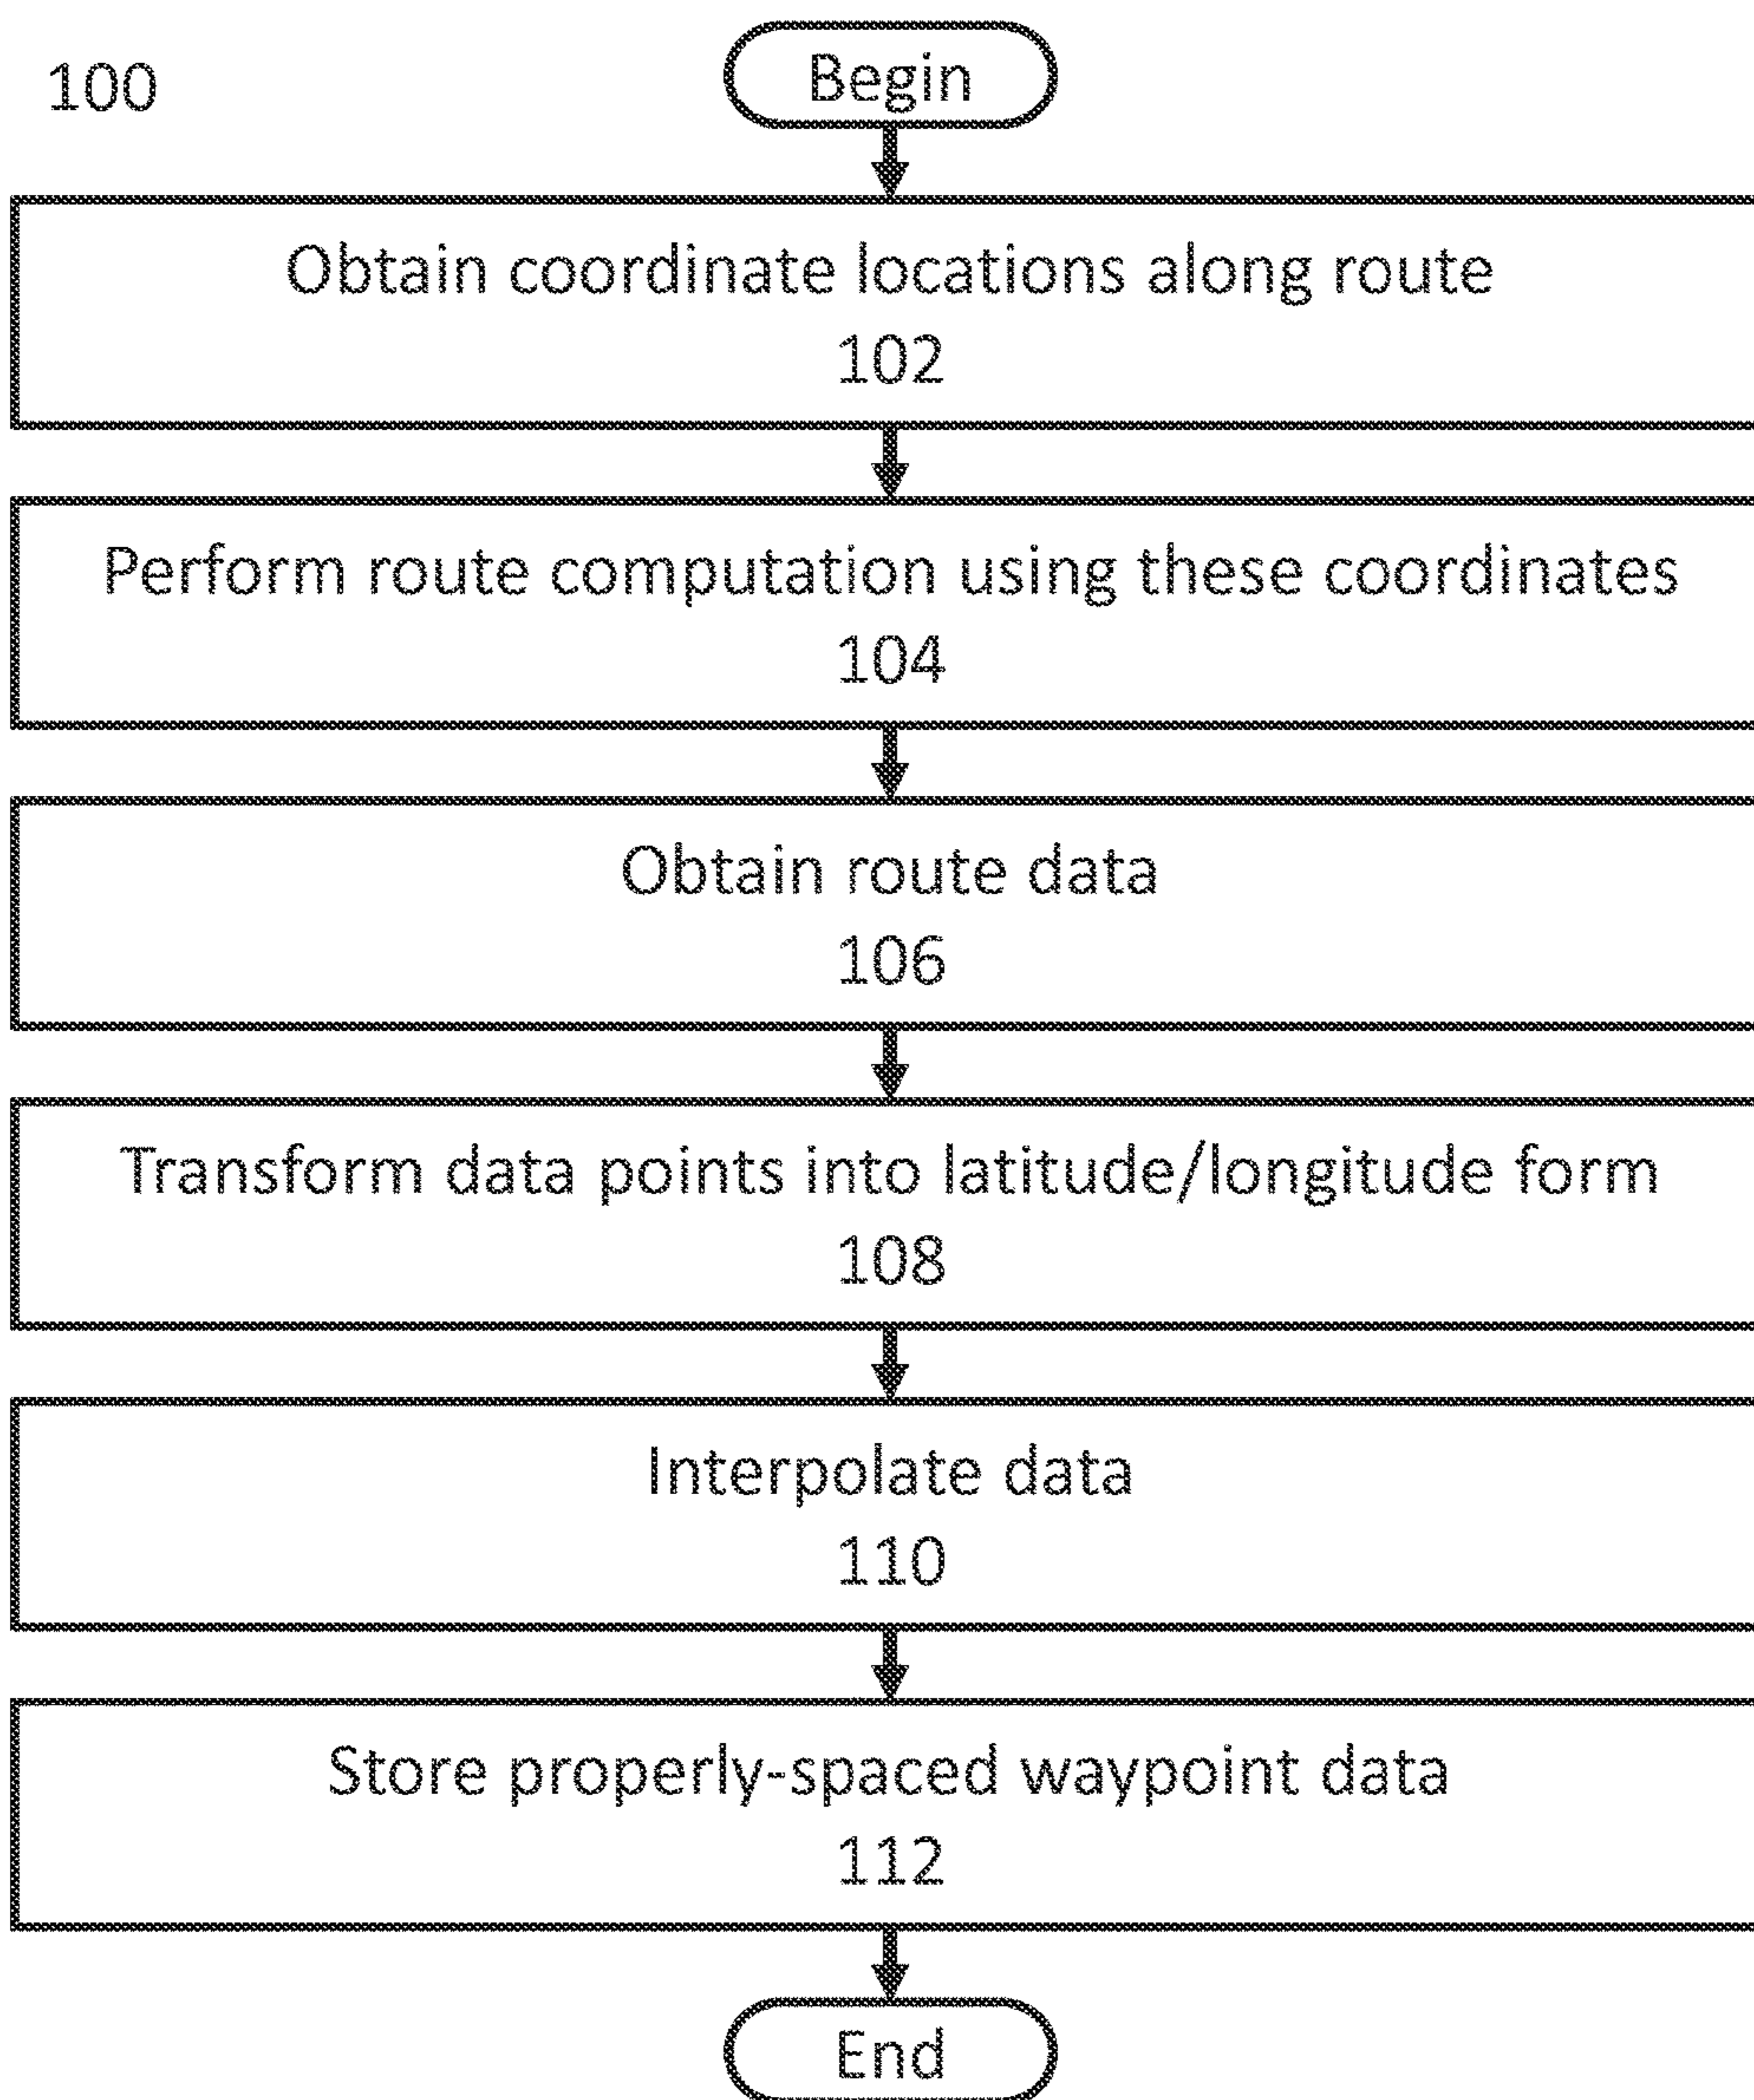 100
Begin
Obtain coordinate locations along route
102
Perform route computation using these coordinates
104
Obtain route data
106
Transform data points into latitude/longitude form
108
Interpolate data
110
Store properly-spaced waypoint data
112
End